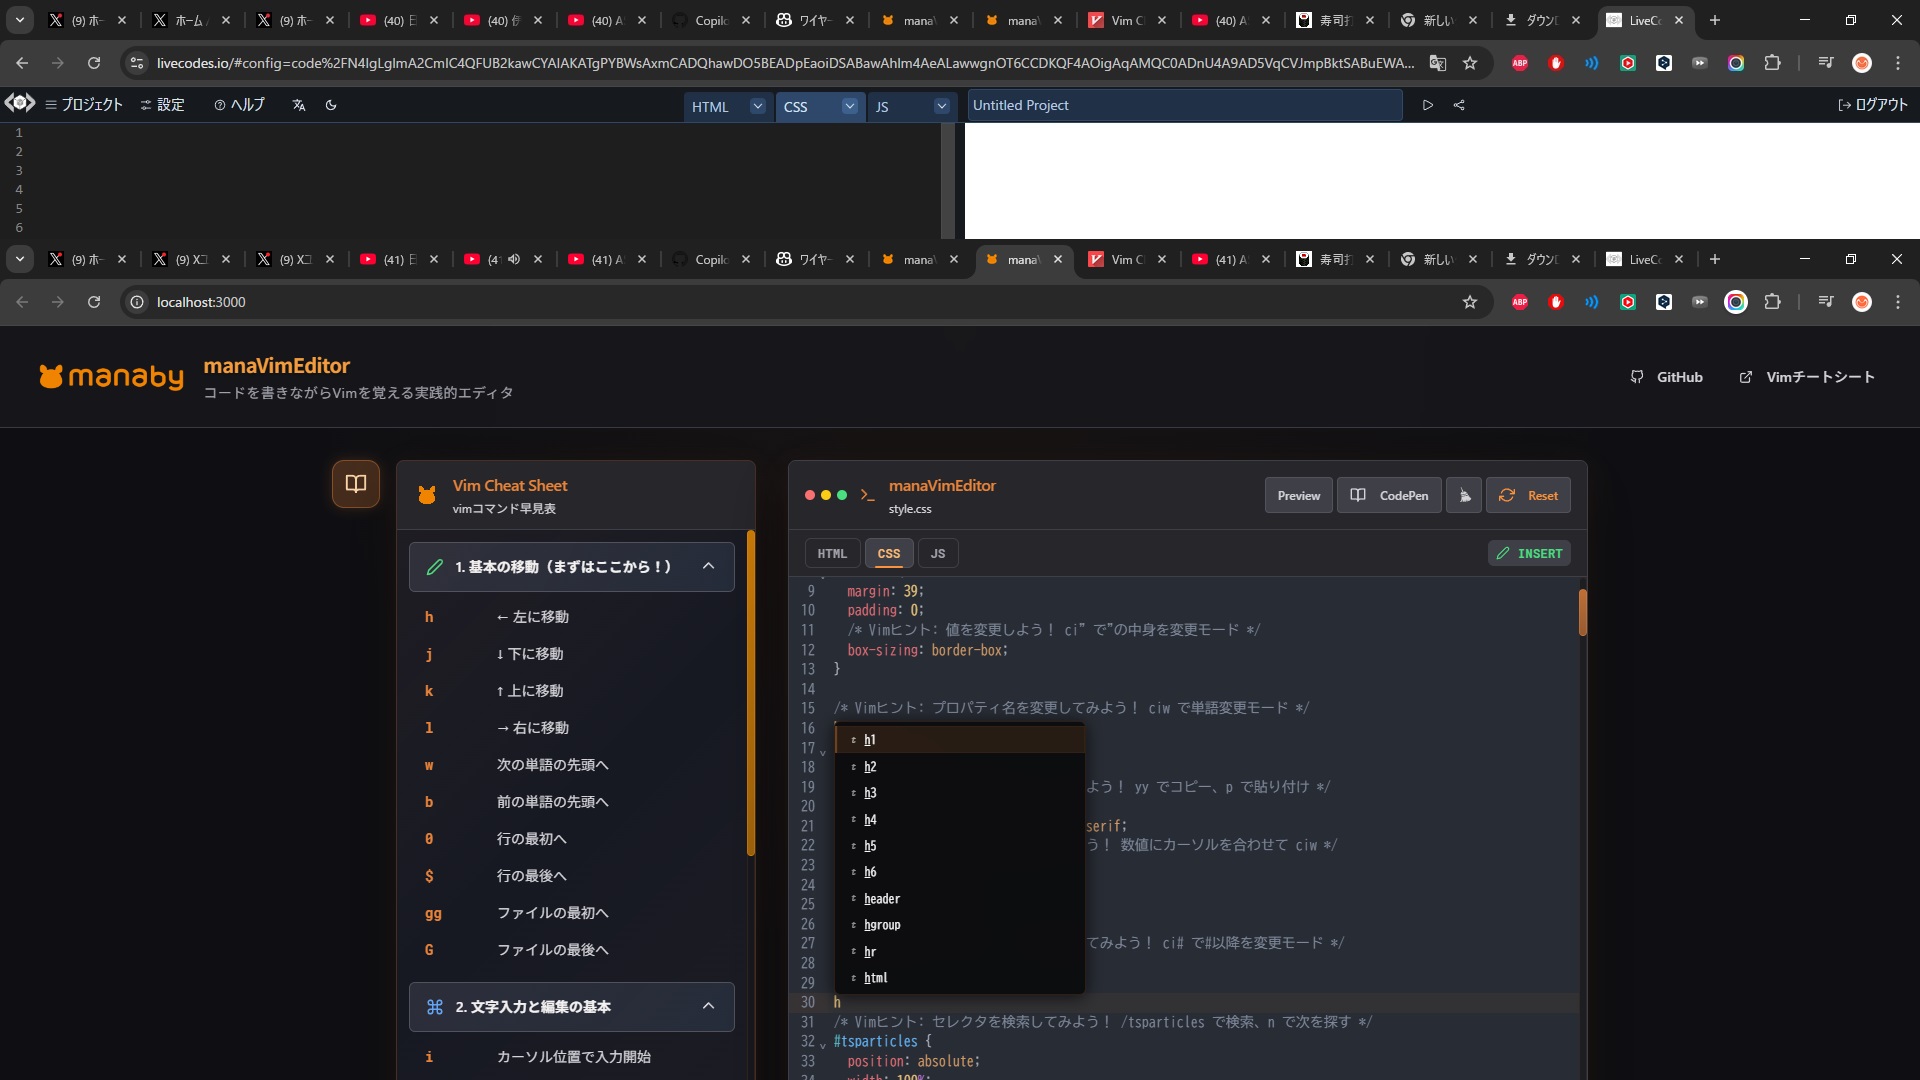 (9) ホー
ホーム /
(9) ホー
(40) 日
(40) 伊
(40) A
Copilo
ワイヤー
mana
mana
Vim C
(40) A
寿司打
新しい
ダウン
LiveCo
livecodes.io/#config=code%2FN4IgLgImA2CmIC4QFUB2kawCYAIAKATgPYBWsAxmCADQhawDO5BEADpEaoiDSABawAhIm4AeALawwgnOT6CCDKQF4AOigAqAMQC0ADnU4A9AD5VqCVJmpBktSABuEWA...
プロジェクト
設定
ヘルプ
HTML
CSS
JS
Untitled Project
ログアウト
1
2
3
4
5
6
(9) ホー
(9) Xユ
(9) Xユ
(41) 日
(41
(41) A
Copilo
ワイヤー
mana
mana
Vim C
(41) A
寿司打
新しい
ダウン
LiveCo
localhost:3000
manaby
manaVimEditor
コードを書きながらVimを覚える実践的エディタ
GitHub
Vimチートシート
Vim Cheat Sheet
vimコマンド早見表
1. 基本の移動（まずはここから！）
h ← 左に移動
j ↓ 下に移動
k ↑ 上に移動
l → 右に移動
w 次の単語の先頭へ
b 前の単語の先頭へ
0 行の最初へ
$ 行の最後へ
gg ファイルの最初へ
G ファイルの最後へ
2. 文字入力と編集の基本
i カーソル位置で入力開始
manaVimEditor
style.css
Preview
CodePen
Reset
HTML
CSS
JS
INSERT
9 margin: 39;
10 padding: 0;
11 /* Vimヒント: 値を変更しよう！ ci” で”の中身を変更モード */
12 box-sizing: border-box;
13 }
14
15 /* Vimヒント: プロパティ名を変更してみよう！ ciw で単語変更モード */
16
17
18
19 よう！ yy でコピー、p で貼り付け */
20
21 serif;
22 う！ 数値にカーソルを合わせて ciw */
23
24
25
26
27 てみよう！ ci# で#以降を変更モード */
28
29
h1
h2
h3
h4
h5
h6
header
hgroup
hr
html
30 h
31 /* Vimヒント: セレクタを検索してみよう！ /tsparticles で検索、n で次を探す */
32 #tsparticles {
33 position: absolute;
34 width: 100%;